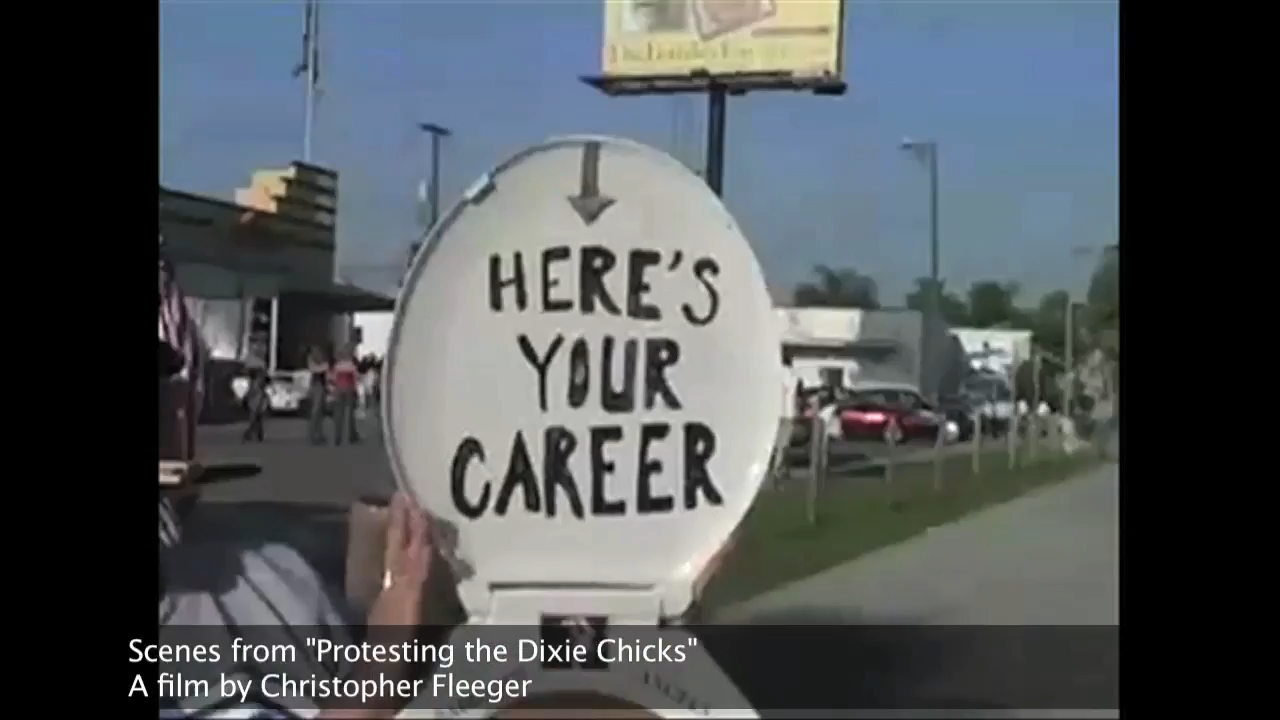 HERE'S
YOUR
CAREER
Scenes from "Protesting the Dixie Chicks"
A film by Christopher Fleeger